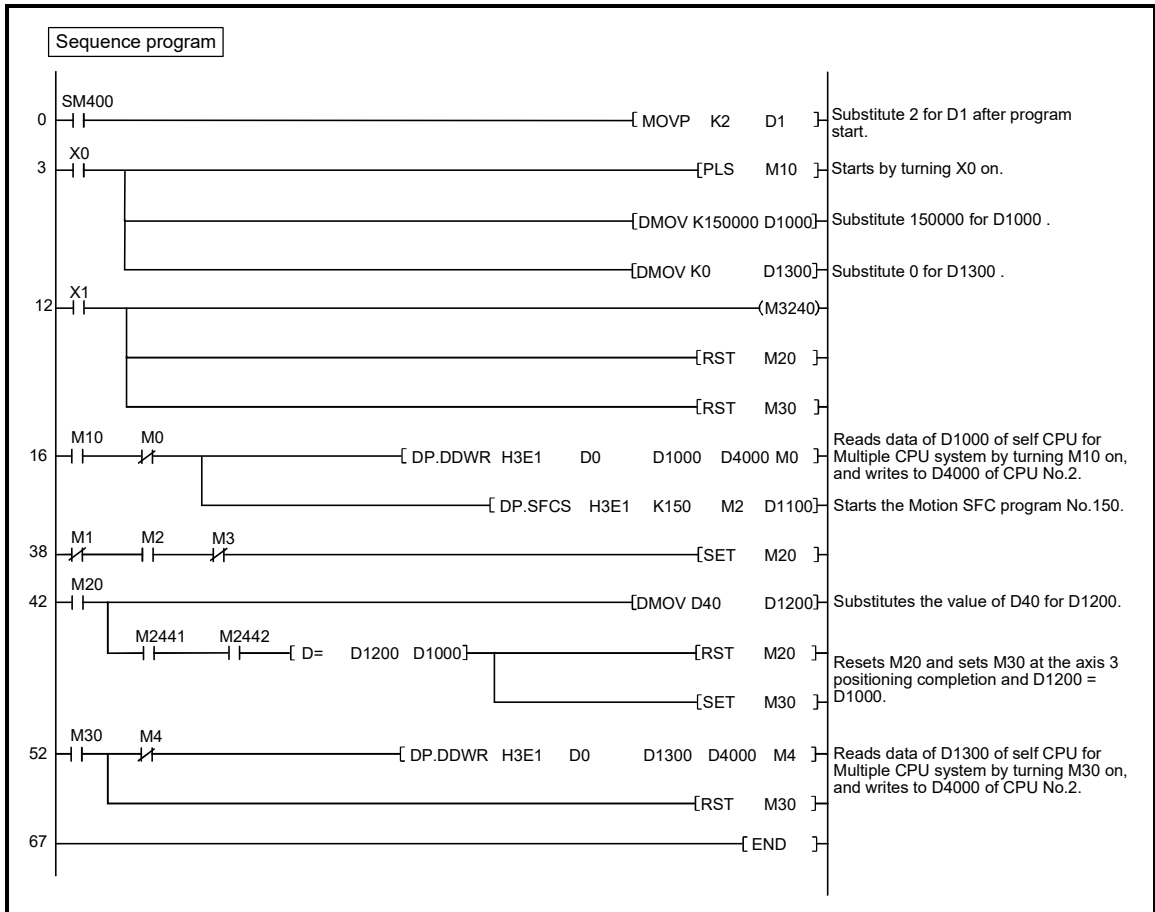 Sequence program
SM400
0 [ MOVP K2 D1 ] Substitute 2 for D1 after program
start.
X0
3 [PLS M10 ] Starts by turning X0 on.
[DMOV K150000 D1000] Substitute 150000 for D1000 .
[DMOV K0 D1300] Substitute 0 for D1300 .
X1
12 (M3240)
[RST M20 ]
[RST M30 ]
M10 M0
16 [ DP.DDWR H3E1 D0 D1000 D4000 M0 ] Reads data of D1000 of self CPU for
Multiple CPU system by turning M10 on,
and writes to D4000 of CPU No.2.
[ DP.SFCS H3E1 K150 M2 D1100] Starts the Motion SFC program No.150.
M1 M2 M3
38 [SET M20 ]
M20
42 [DMOV D40 D1200] Substitutes the value of D40 for D1200.
M2441 M2442
[ D= D1200 D1000] [RST M20 ]
Resets M20 and sets M30 at the axis 3
positioning completion and D1200 =
D1000.
[SET M30 ]
M30 M4
52 [ DP.DDWR H3E1 D0 D1300 D4000 M4 ] Reads data of D1300 of self CPU for
Multiple CPU system by turning M30 on,
and writes to D4000 of CPU No.2.
[RST M30 ]
67 [ END ]